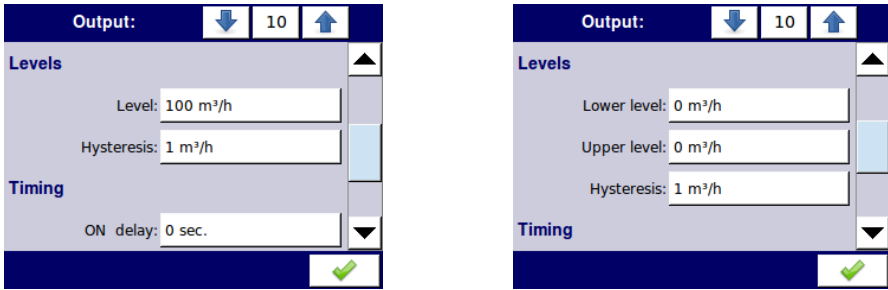 Output: 10
Levels
Level: 100 m³/h
Hysteresis: 1 m³/h
Timing
ON delay: 0 sec.
Output: 10
Levels
Lower level: 0 m³/h
Upper level: 0 m³/h
Hysteresis: 1 m³/h
Timing